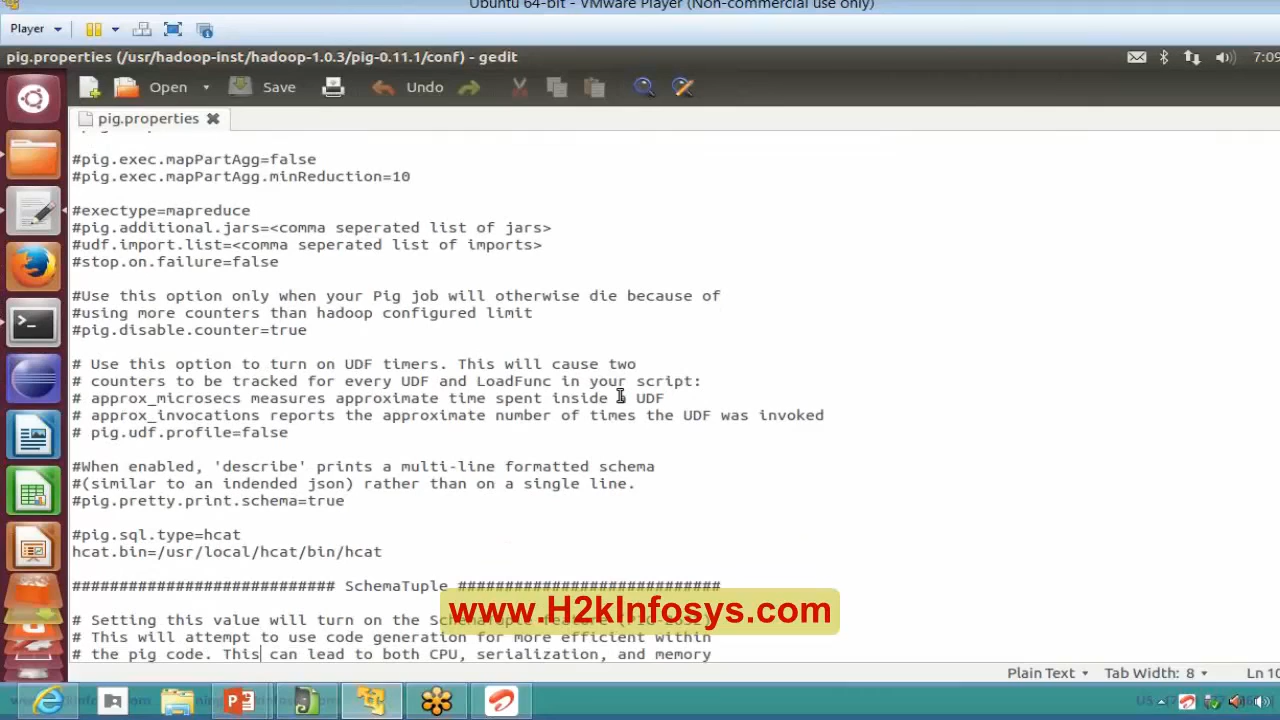 Ubuntu 64-bit - VMware Player (Non-commercial use only)
Player
pig.properties (/usr/hadoop-inst/hadoop-1.0.3/pig-0.11.1/conf) - gedit
7:09
Open
Save
Undo
pig.properties
#pig.exec.mapPartAgg=false
#pig.exec.mapPartAgg.minReduction=10
#exectype=mapreduce
#pig.additional.jars=<comma seperated list of jars>
#udf.import.list=<comma seperated list of imports>
#stop.on.failure=false
#Use this option only when your Pig job will otherwise die because of
#using more counters than hadoop configured limit
#pig.disable.counter=true
# Use this option to turn on UDF timers. This will cause two
# counters to be tracked for every UDF and LoadFunc in your script:
# approx_microsecs measures approximate time spent inside a UDF
# approx_invocations reports the approximate number of times the UDF was invoked
# pig.udf.profile=false
#When enabled, 'describe' prints a multi-line formatted schema
#(similar to an indended json) rather than on a single line.
#pig.pretty.print.schema=true
#pig.sql.type=hcat
hcat.bin=/usr/local/hcat/bin/hcat
############################ SchemaTuple ############################
www.H2kInfosys.com
# Setting this value will turn on the SchemaTuple feature
# This will attempt to use code generation for more efficient within
# the pig code. This can lead to both CPU, serialization, and memory
Plain Text
Tab Width: 8
Ln 10